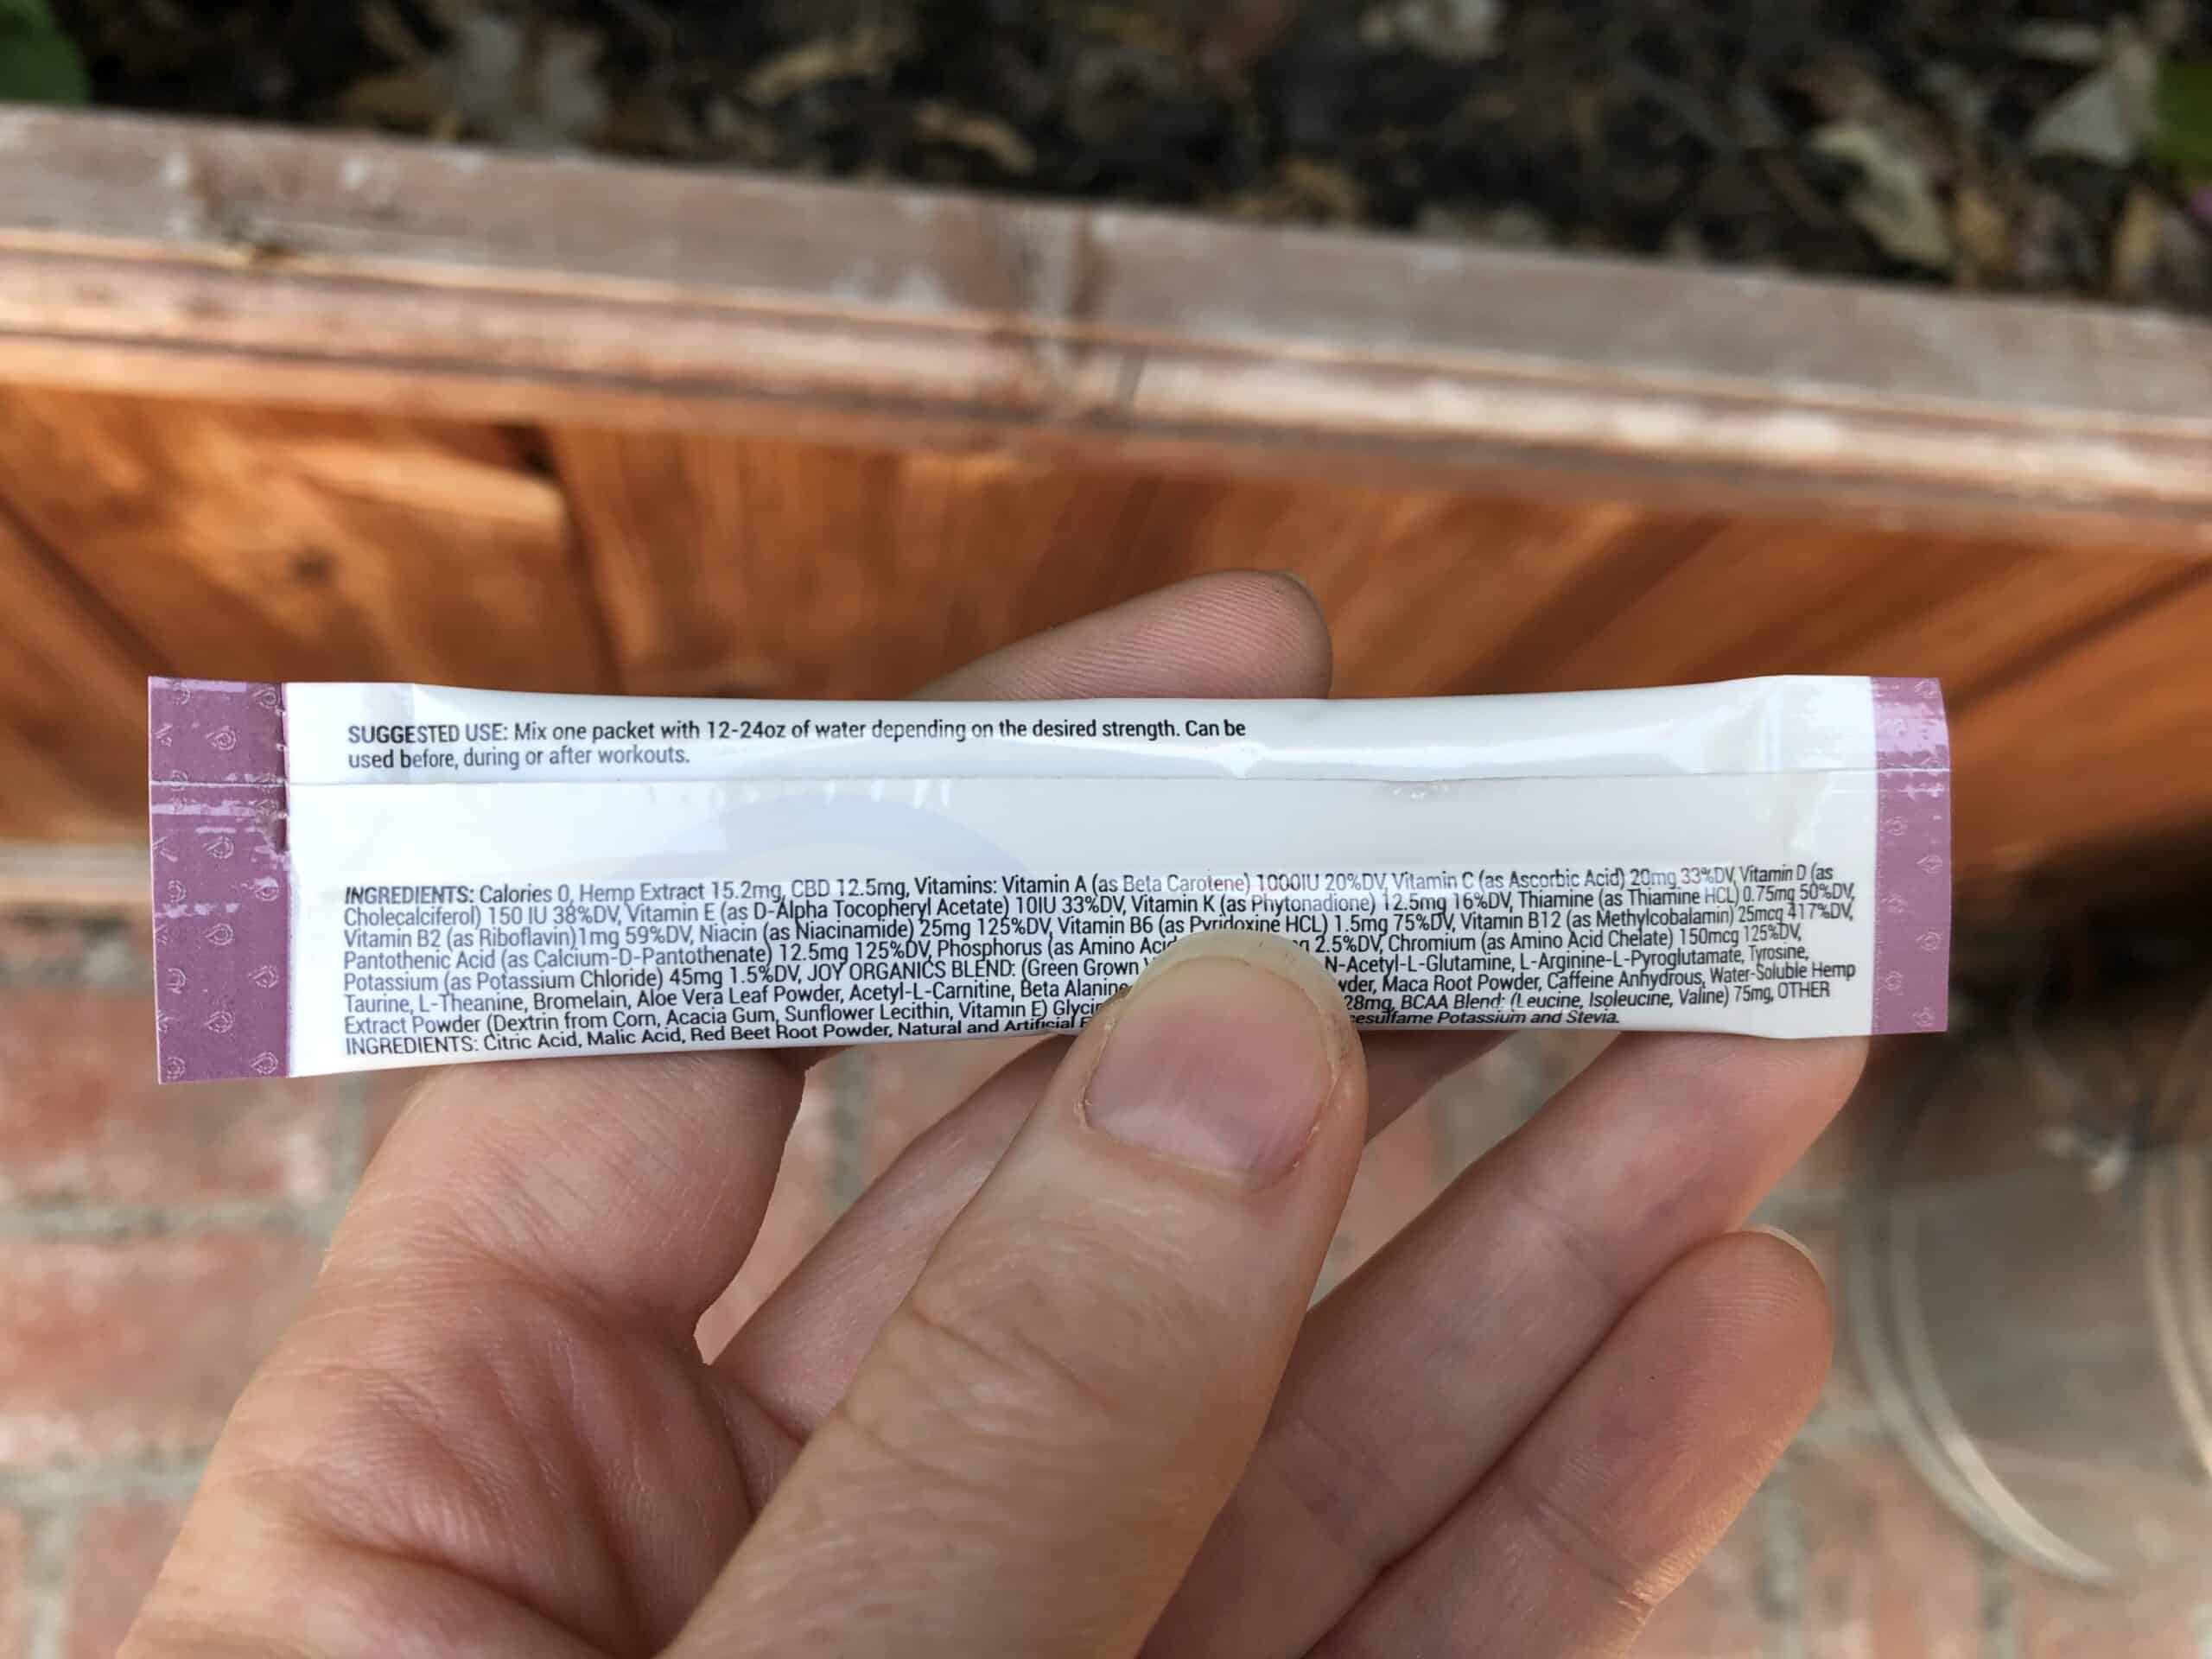 SUGGESTED USE: Mix one packet with 12-24oz of water depending on the desired strength. Can be
used before, during or after workouts.
INGREDIENTS: Calories 0, Hemp Extract 15.2mg, CBD 12.5mg, Vitamins: Vitamin A (as Beta Carotene) 1000IU 20%DV, Vitamin C (as Ascorbic Acid) 20mg 33%DV, Vitamin D (as
Cholecalciferol) 150 IU 38%DV, Vitamin E (as D-Alpha Tocopheryl Acetate) 10IU 33%DV, Vitamin K (as Phytonadione) 12.5mg 16%DV, Thiamine (as Thiamine HCL) 0.75mg 50%DV,
Vitamin B2 (as Riboflavin)1mg 59%DV, Niacin (as Niacinamide) 25mg 125%DV, Vitamin B6 (as Pyridoxine HCL) 1.5mg 75%DV, Vitamin B12 (as Methylcobalamin) 25mcg 417%DV,
Pantothenic Acid (as Calcium-D-Pantothenate) 12.5mg 125%DV, Phosphorus (as Amino 2.5%DV, Chromium (as Amino Acid Chelate) 150mcg 125%DV,
Potassium (as Potassium Chloride) 45mg 1.5%DV, JOY ORGANICS BLEND: (Green Grown N-Acetyl-L-Glutamine, L-Arginine-L-Pyroglutamate, Tyrosine,
Taurine, L-Theanine, Bromelain, Aloe Vera Leaf Powder, Acetyl-L-Carnitine, Beta Alanine Maca Root Powder, Caffeine Anhydrous, Water-Soluble Hemp
Extract Powder (Dextrin from Corn, Acacia Gum, Sunflower Lecithin, Vitamin E) 28mg, BCAA Blend: (Leucine, Isoleucine, Valine) 75mg, OTHER
INGREDIENTS: Citric Acid, Malic Acid, Red Beet Root Powder, Natural and Artificial Potassium and Stevia.